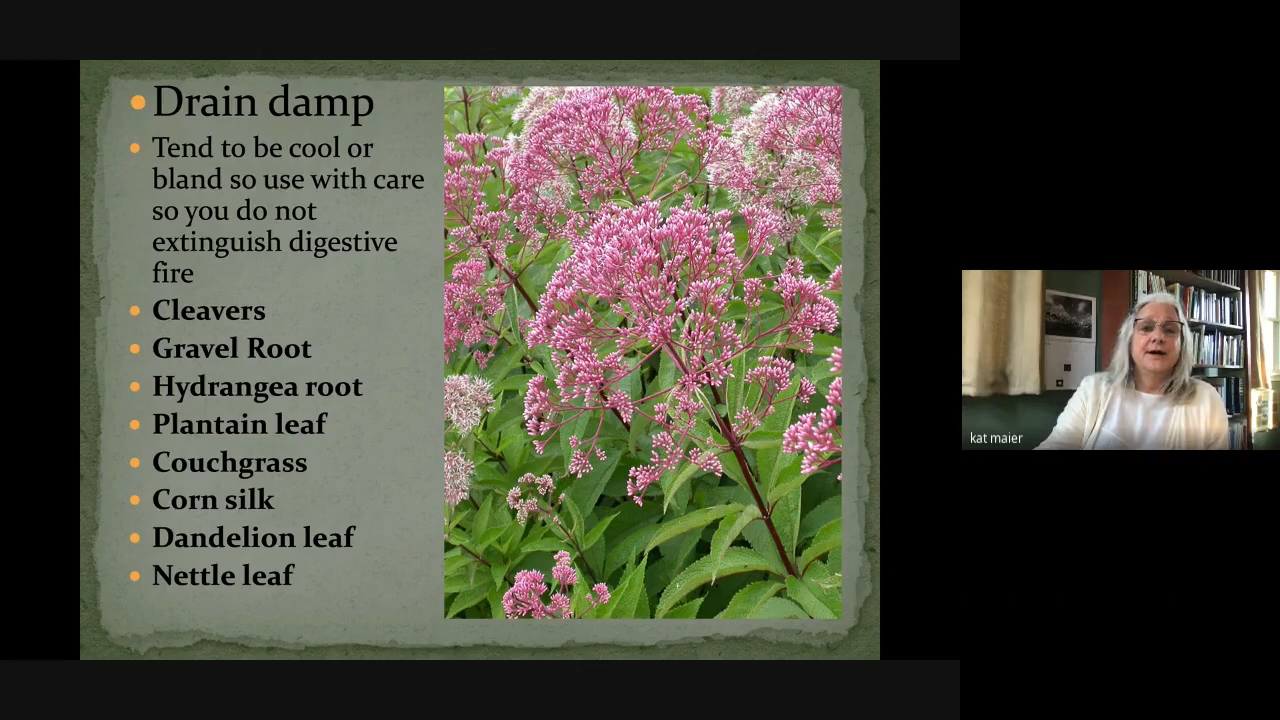 Drain damp
Tend to be cool or
bland so use with care
so you do not
extinguish digestive
fire
Cleavers
Gravel Root
Hydrangea root
Plantain leaf
Couchgrass
Corn silk
Dandelion leaf
Nettle leaf
kat maier